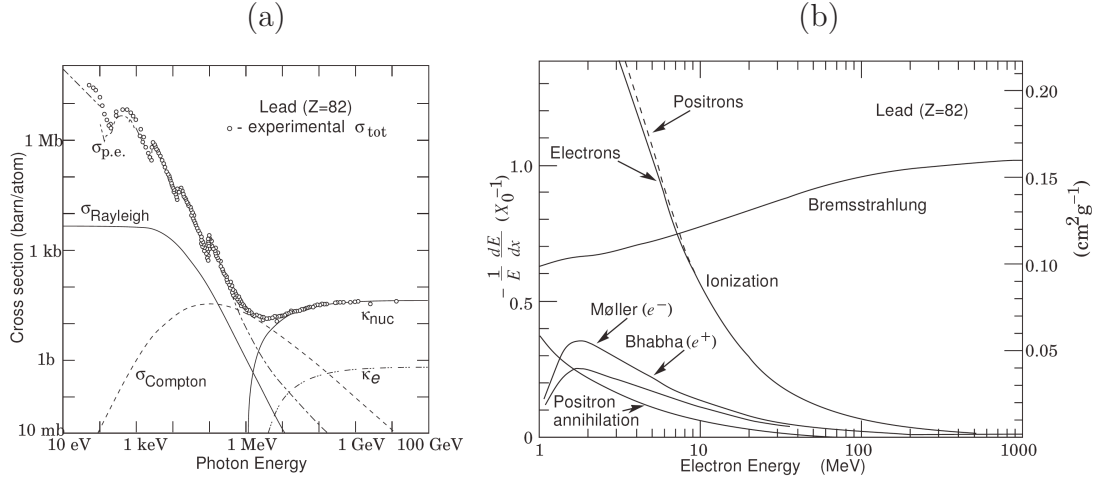 (a)
Lead (Z=82)
○ - experimental σtot
σp.e.
σRayleigh
κnuc
σCompton
κe
1 Mb
1 kb
1b
10 mb
Cross section (barn/atom)
10 eV 1 keV 1 MeV 1 GeV 100 GeV
Photon Energy
(b)
Lead (Z=82)
Positrons
Electrons
Bremsstrahlung
Ionization
Møller (e−)
Bhabha (e+)
Positron
annihilation
1.0
0.5
0
− 1/E dE/dx (X0−1)
0.20
0.15
0.10
0.05
(cm2g−1)
1 10 100 1000
Electron Energy (MeV)